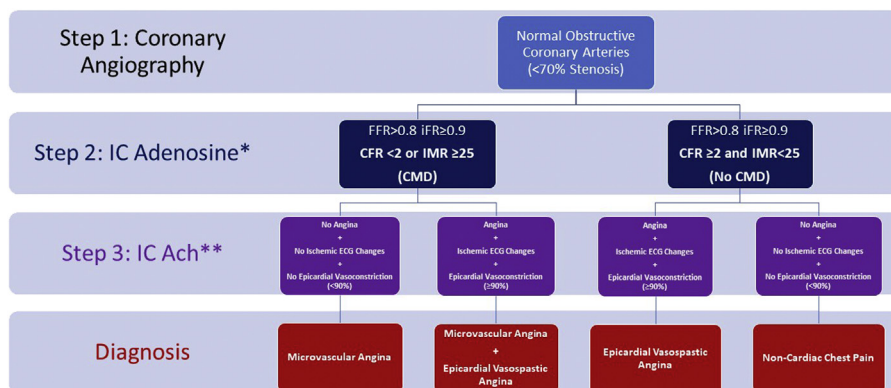 Step 1: Coronary
Angiography
Normal Obstructive
Coronary Arteries
(<70% Stenosis)
Step 2: IC Adenosine*
FFR>0.8 iFR≥0.9
CFR <2 or IMR ≥25
(CMD)
FFR>0.8 iFR≥0.9
CFR ≥2 and IMR<25
(No CMD)
Step 3: IC Ach**
No Angina
+
No Ischemic ECG Changes
+
No Epicardial Vasoconstriction
(<90%)
Angina
+
Ischemic ECG Changes
+
Epicardial Vasoconstriction
(≥90%)
Angina
+
Ischemic ECG Changes
+
Epicardial Vasoconstriction
(≥90%)
No Angina
+
No Ischemic ECG Changes
+
No Epicardial Vasoconstriction
(<90%)
Diagnosis
Microvascular Angina
Microvascular Angina
+
Epicardial Vasospastic
Angina
Epicardial Vasospastic
Angina
Non-Cardiac Chest Pain